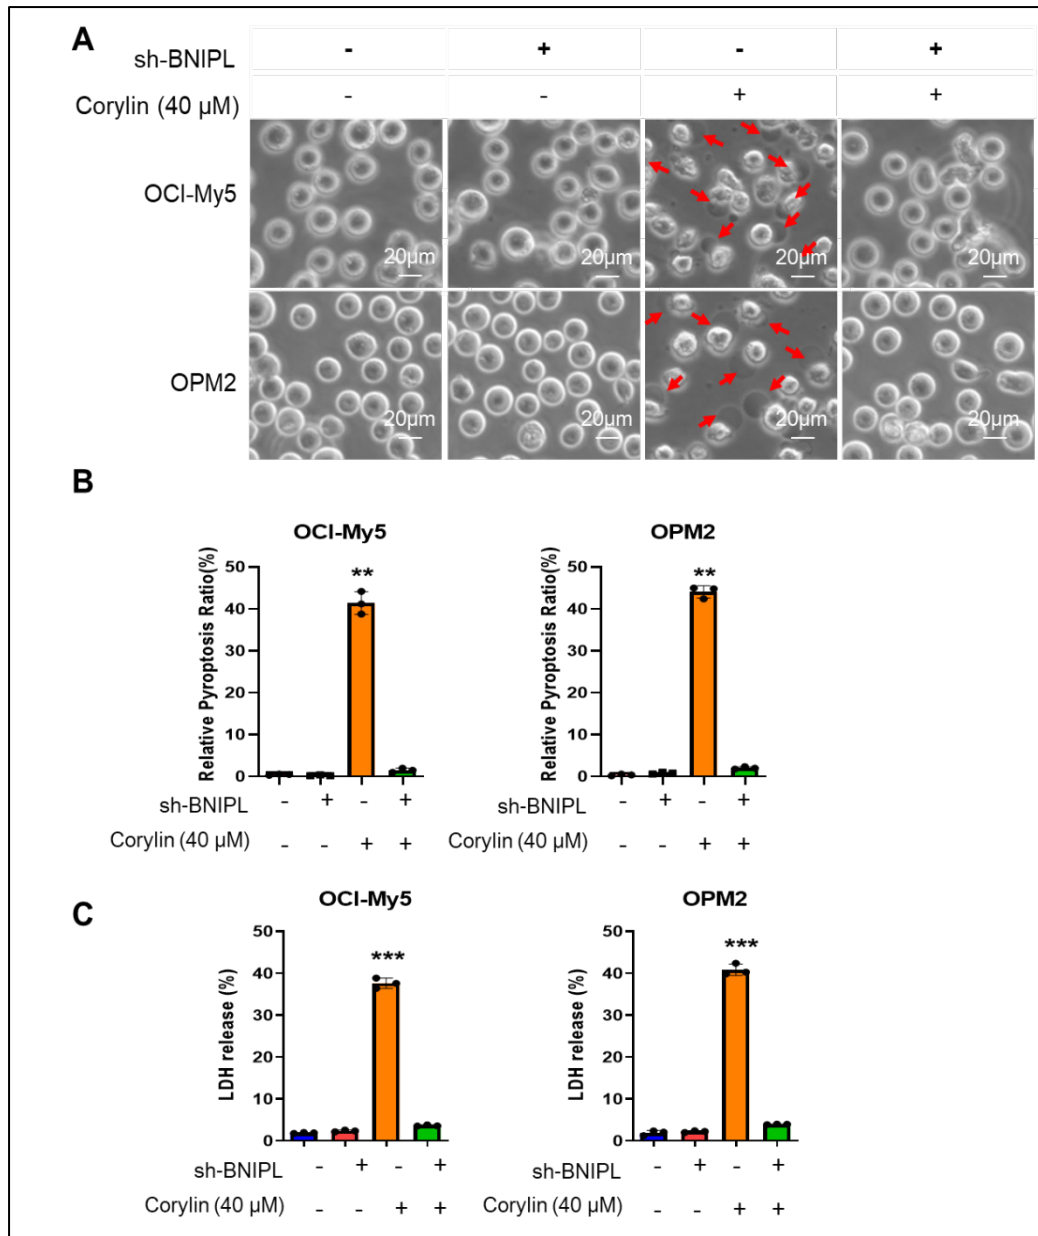 A
sh-BNIPL - + - +
Corylin (40 µM) - - + +
OCI-My5
20µm 20µm 20µm 20µm
OPM2
20µm 20µm 20µm 20µm
B
OCI-My5 OPM2
Relative Pyroptosis Ratio(%)
50
40
30
20
10
0
**
sh-BNIPL - + - +
Corylin (40 µM) - - + +
Relative Pyroptosis Ratio(%)
50
40
30
20
10
0
**
sh-BNIPL - + - +
Corylin (40 µM) - - + +
C
OCI-My5 OPM2
LDH release (%)
50
40
30
20
10
0
***
sh-BNIPL - + - +
Corylin (40 µM) - - + +
LDH release (%)
50
40
30
20
10
0
***
sh-BNIPL - + - +
Corylin (40 µM) - - + +